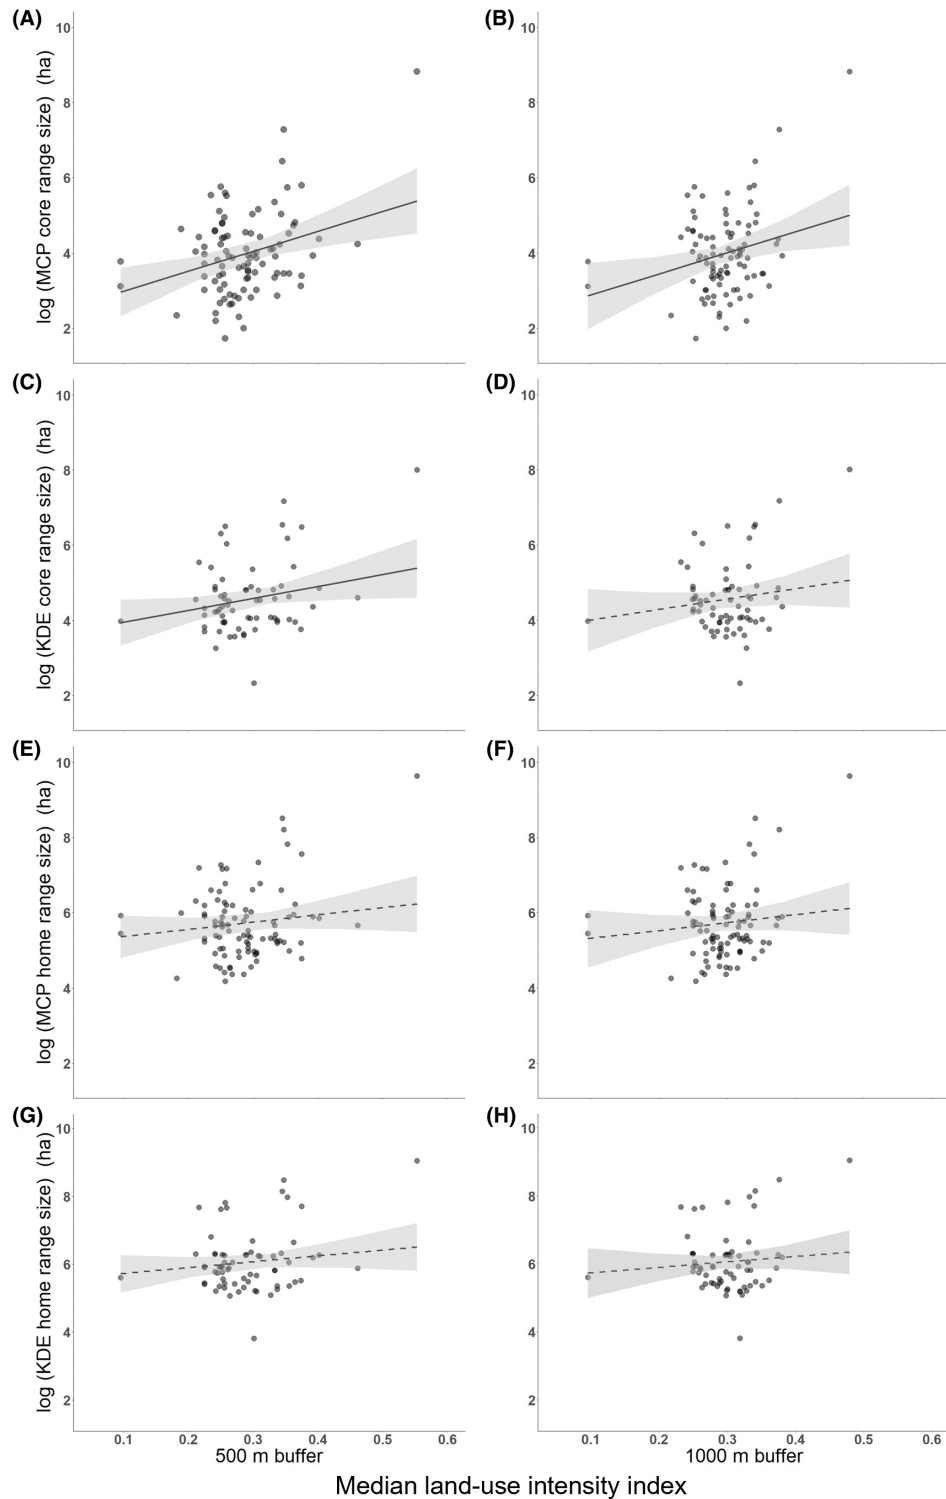 (A)
(B)
log (MCP core range size) (ha)
10
8
6
4
2
10
8
6
4
2
(C)
(D)
log (KDE core range size) (ha)
10
8
6
4
2
10
8
6
4
2
(E)
(F)
log (MCP home range size) (ha)
10
8
6
4
2
10
8
6
4
2
(G)
(H)
log (KDE home range size) (ha)
10
8
6
4
2
10
8
6
4
2
0.1 0.2 0.3 0.4 0.5 0.6
0.1 0.2 0.3 0.4 0.5 0.6
500 m buffer
1000 m buffer
Median land-use intensity index